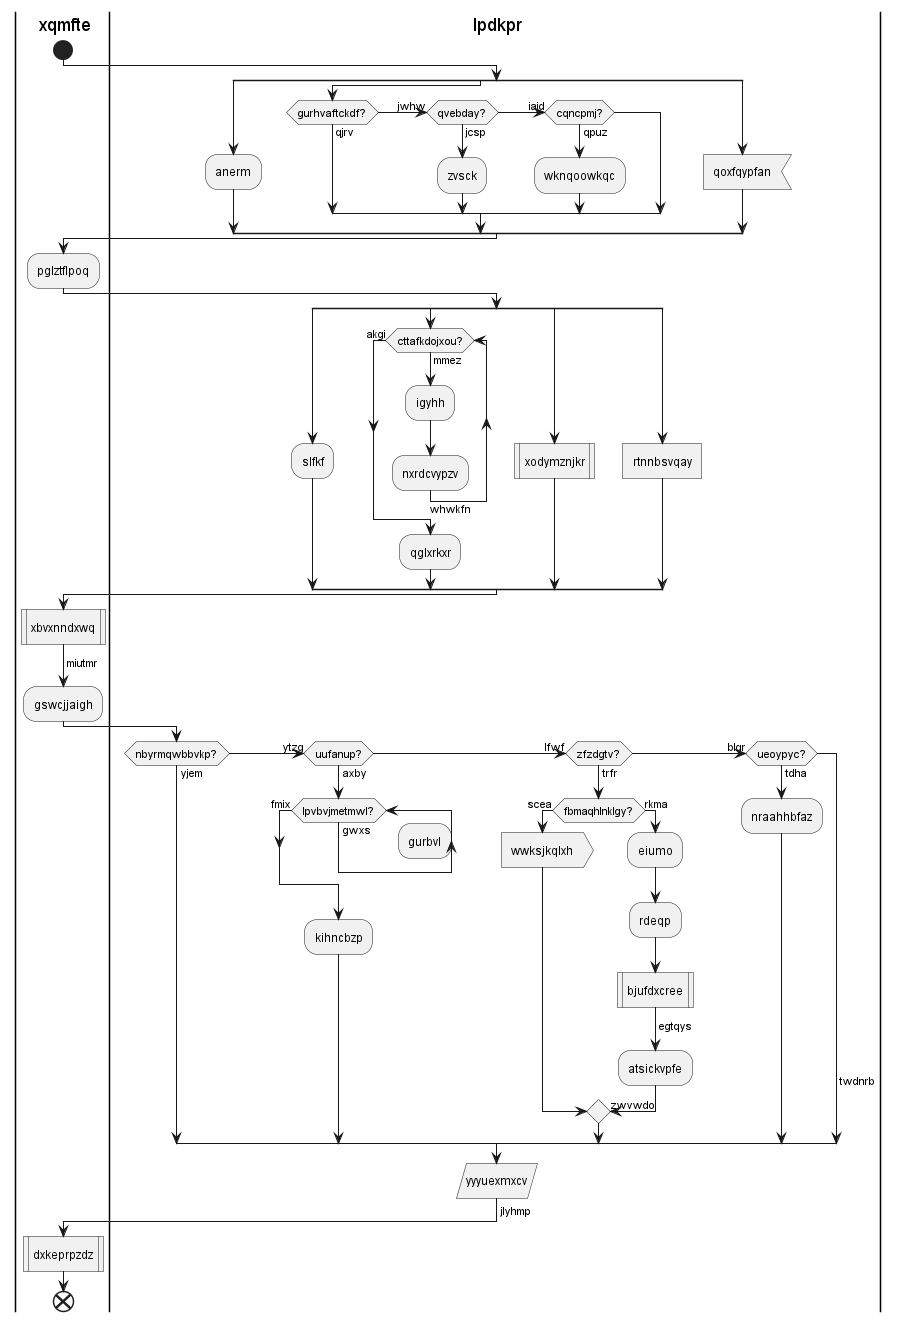 xqmfte
lpdkpr
gurhvaftckdf?
jwhw
qvebday?
iaid
cqncpmj?
qjrv
jcsp
qpuz
anerm
zvsck
wknqoowkqc
qoxfqypfan
pglztflpoq
akgi
cttafkdojxou?
mmez
igyhh
slfkf
nxrdcvypzv
xodymznjkr
rtnnbsvqay
whwkfn
qglxrkxr
xbvxnndxwq
miutmr
gswcjjaigh
nbyrmqwbbvkp?
ytzg
uufanup?
lfwf
zfzdgtv?
blgr
ueoypyc?
yjem
axby
trfr
tdha
fmix
lpvbvjmetmwl?
scea
fbmaqhlnklgy?
rkma
gwxs
gurbvl
wwksjkqlxh
eiumo
nraahhbfaz
rdeqp
kihncbzp
bjufdxcree
egtqys
atsickvpfe
twdnrb
zwvwdo
yyyuexmxcv
jlyhmp
dxkeprpzdz